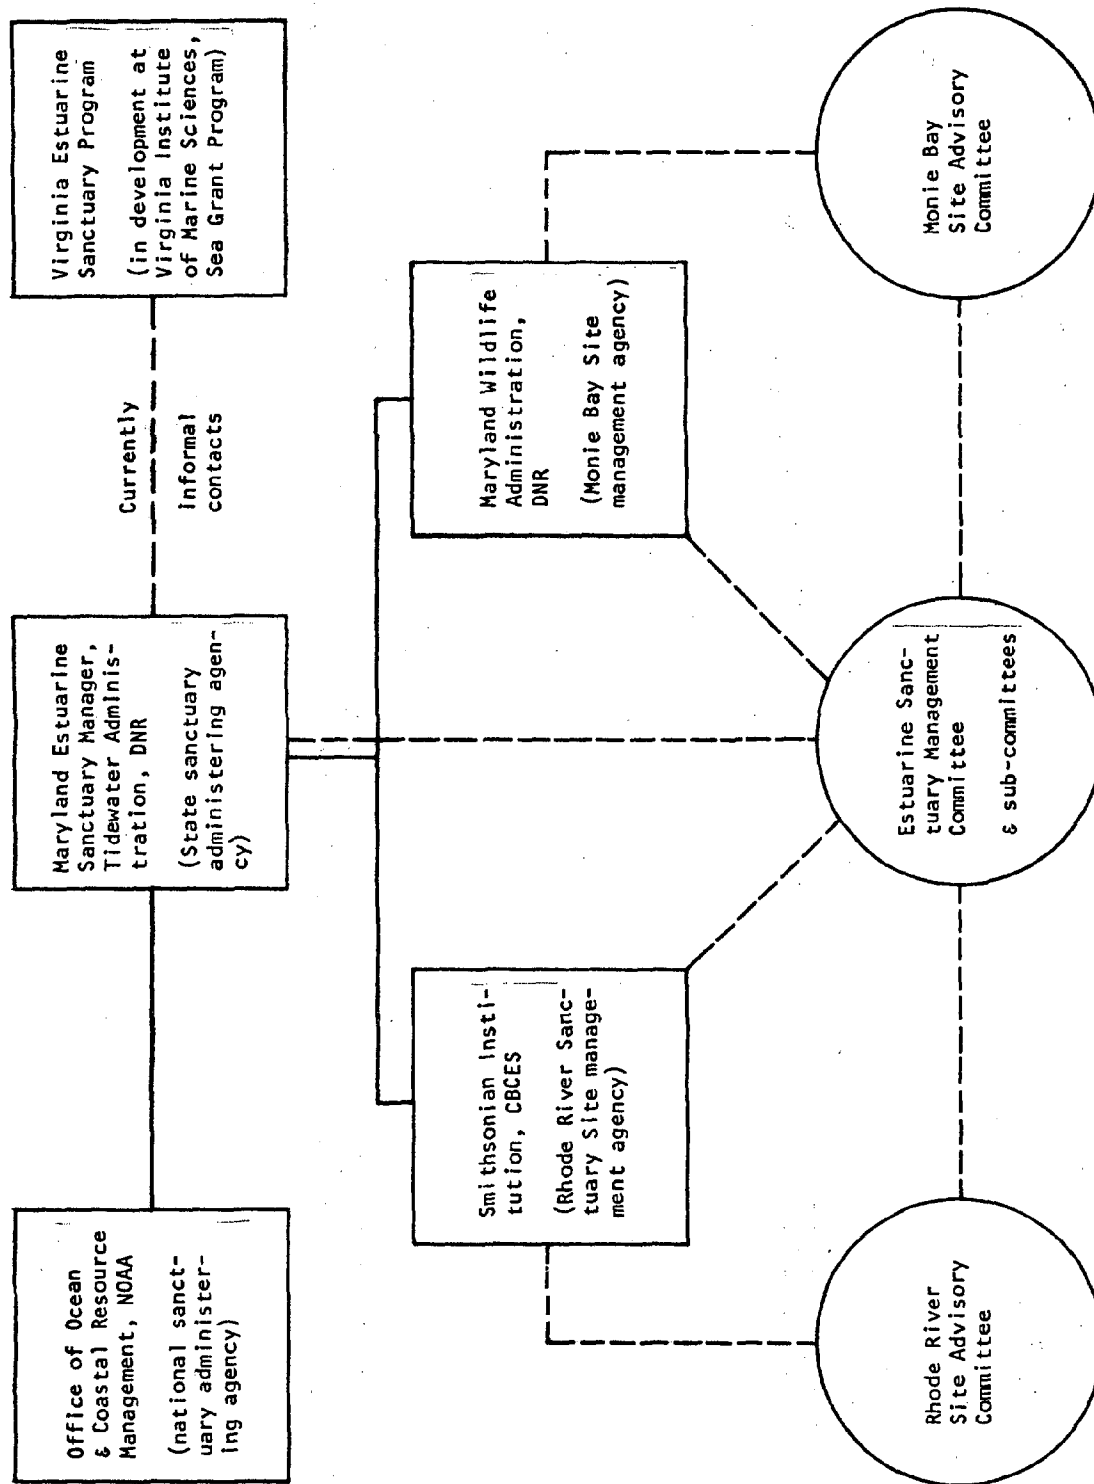 Office of Ocean
& Coastal Resource
Management, NOAA
(national sanct-
uary administer-
ing agency)
Maryland Estuarine
Sanctuary Manager,
Tidewater Adminis-
tration, DNR
(State sanctuary
administering agen-
cy)
Currently
informal
contacts
Virginia Estuarine
Sanctuary Program
(in development at
Virginia Institute
of Marine Sciences,
Sea Grant Program)
Smithsonian Insti-
tution, CBCES
(Rhode River Sanc-
tuary Site manage-
ment agency)
Maryland Wildlife
Administration,
DNR
(Monie Bay Site
management agency)
Rhode River
Site Advisory
Committee
Estuarine Sanc-
tuary Management
Committee
& sub-committees
Monie Bay
Site Advisory
Committee